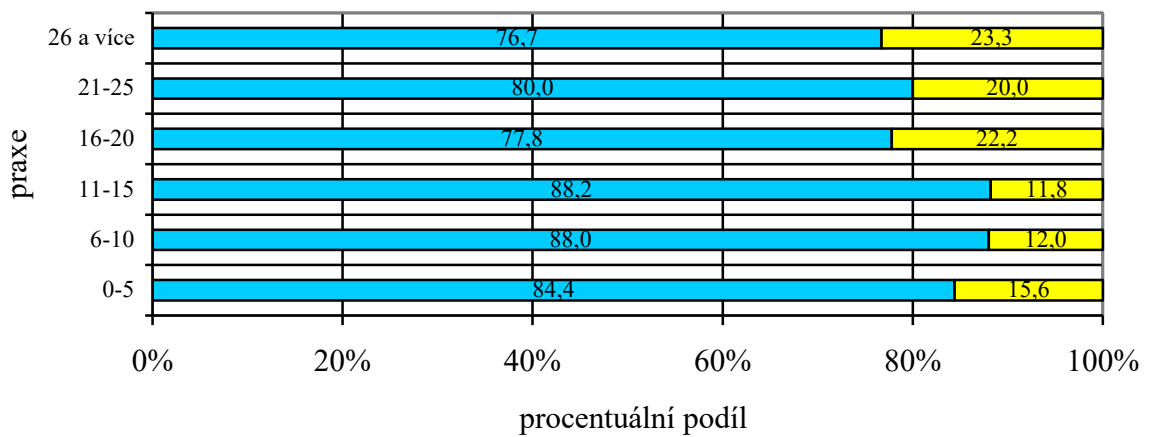 26 a více 76,7 23,3
21-25 80,0 20,0
16-20 77,8 22,2
11-15 88,2 11,8
6-10 88,0 12,0
0-5 84,4 15,6
praxe
0% 20% 40% 60% 80% 100%
procentuální podíl